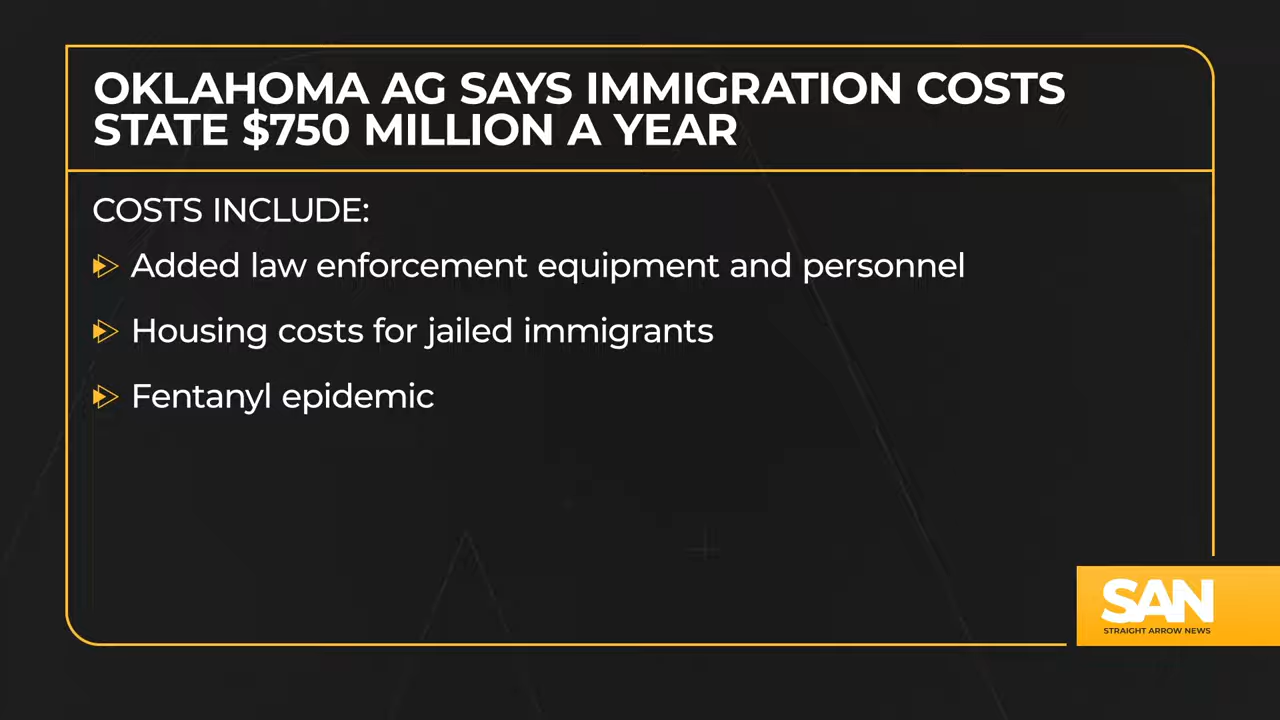 OKLAHOMA AG SAYS IMMIGRATION COSTS
STATE $750 MILLION A YEAR
COSTS INCLUDE:
Added law enforcement equipment and personnel
Housing costs for jailed immigrants
Fentanyl epidemic
SAN
STRAIGHT ARROW NEWS